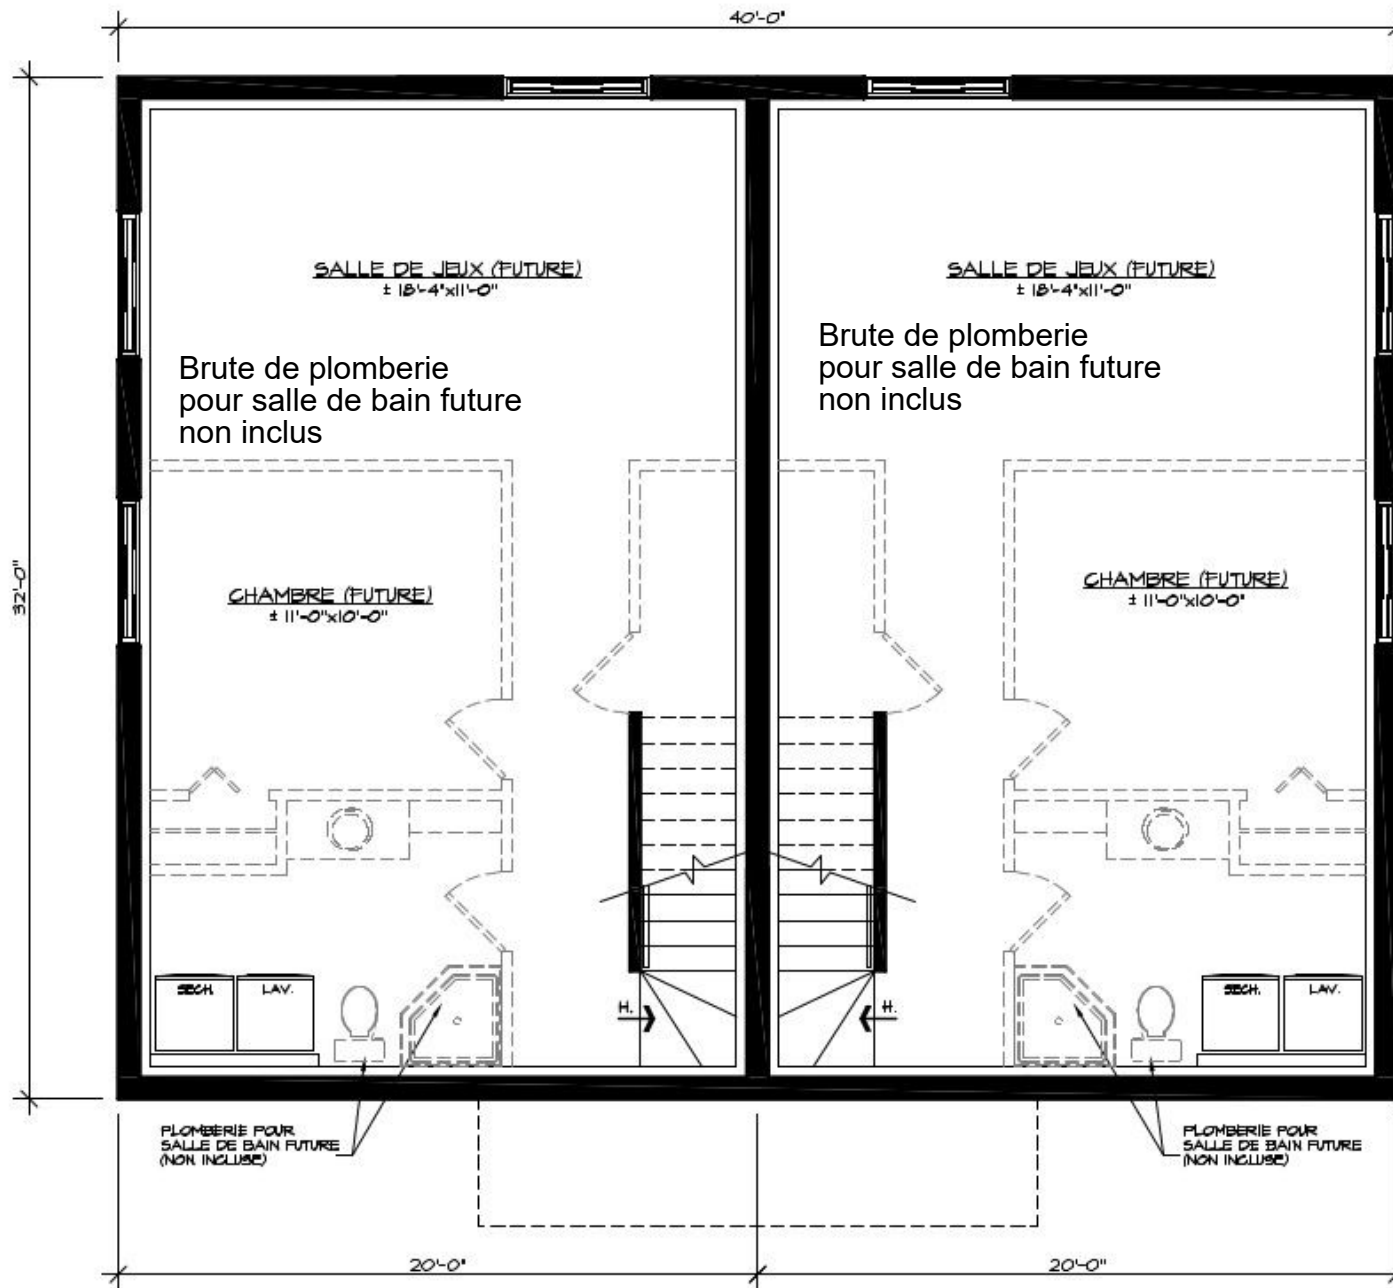 40'-0"
SALLE DE JEUX (FUTURE)
± 18'-4"x11'-0"
SALLE DE JEUX (FUTURE)
± 18'-4"x11'-0"
Brute de plomberie
pour salle de bain future
non inclus
Brute de plomberie
pour salle de bain future
non inclus
32'-0"
CHAMBRE (FUTURE)
± 11'-0"x10'-0"
CHAMBRE (FUTURE)
± 11'-0"x10'-0"
SECH.
LAV.
H.
H.
SECH.
LAV.
PLOMBERIE POUR
SALLE DE BAIN FUTURE
(NON INCLUSE)
PLOMBERIE POUR
SALLE DE BAIN FUTURE
(NON INCLUSE)
20'-0"
20'-0"